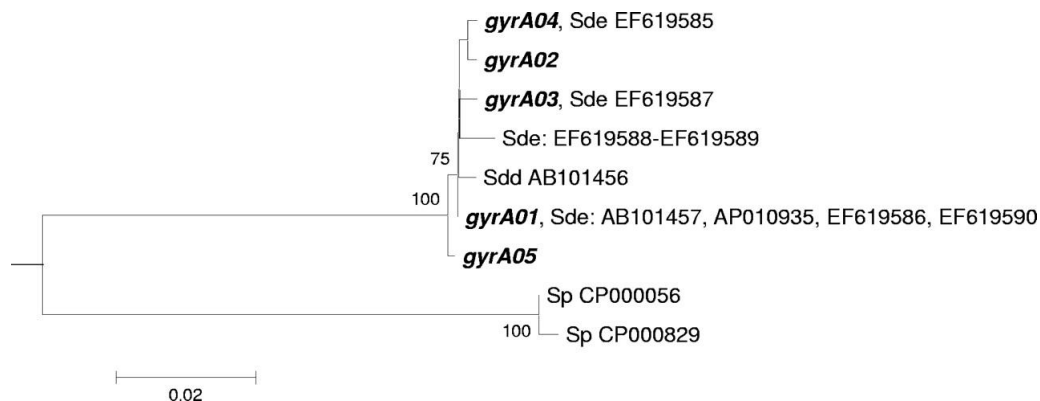 gyrA04, Sde EF619585
gyrA02
gyrA03, Sde EF619587
Sde: EF619588-EF619589
75
Sdd AB101456
100
gyrA01, Sde: AB101457, AP010935, EF619586, EF619590
gyrA05
Sp CP000056
100
Sp CP000829
0.02